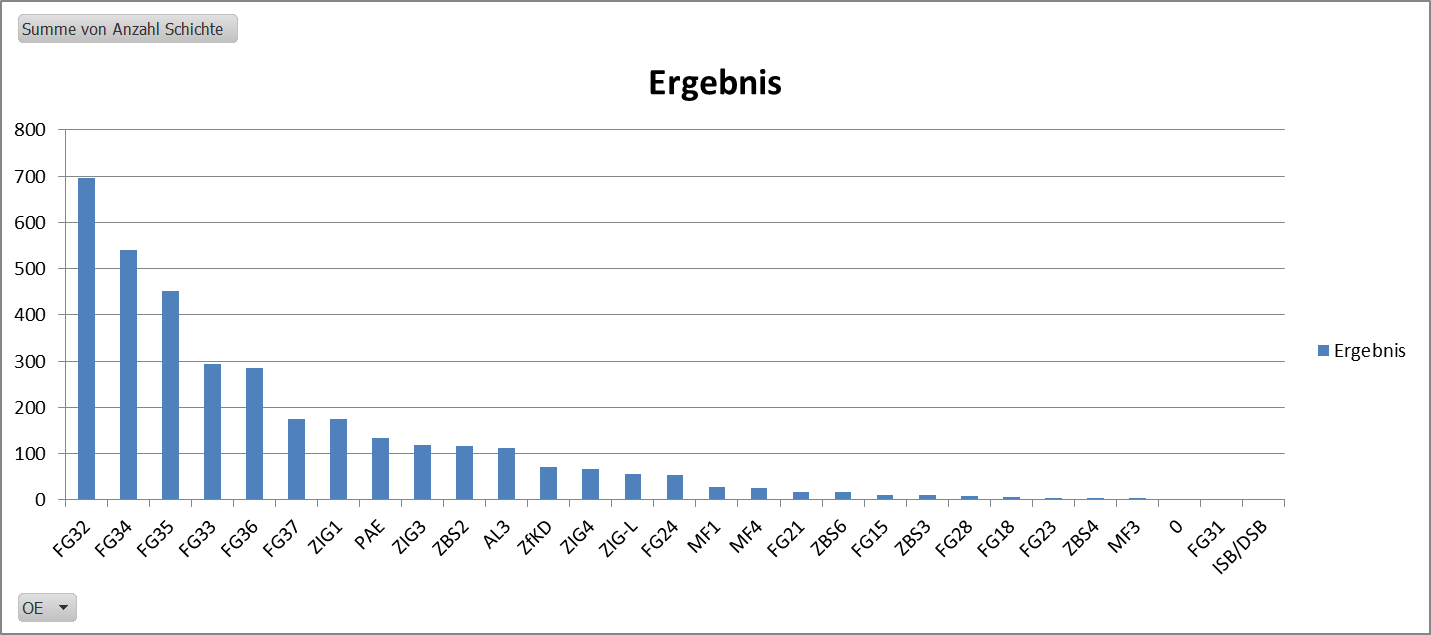 Summe von Anzahl Schichte
Ergebnis
800
700
600
500
400
300
200
100
0
FG32
FG34
FG35
FG33
FG36
FG37
ZIG1
PAE
ZIG3
ZBS2
AL3
ZfKD
ZIG4
ZIG-L
FG24
MF1
MF4
FG21
ZBS6
FG15
ZBS3
FG28
FG18
FG23
ZBS4
MF3
0
FG31
ISB/DSB
Ergebnis
OE